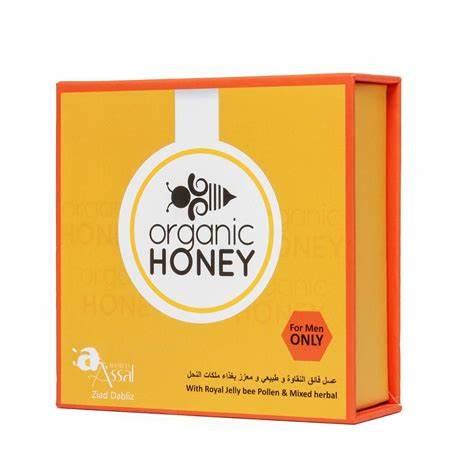 organic
HONEY
For Men
ONLY
عسل فائق النقاوة و طبيعي و معزز بغذاء ملكات النحل
With Royal Jelly bee Pollen & Mixed herbal
Assal
Ziad Dabliz